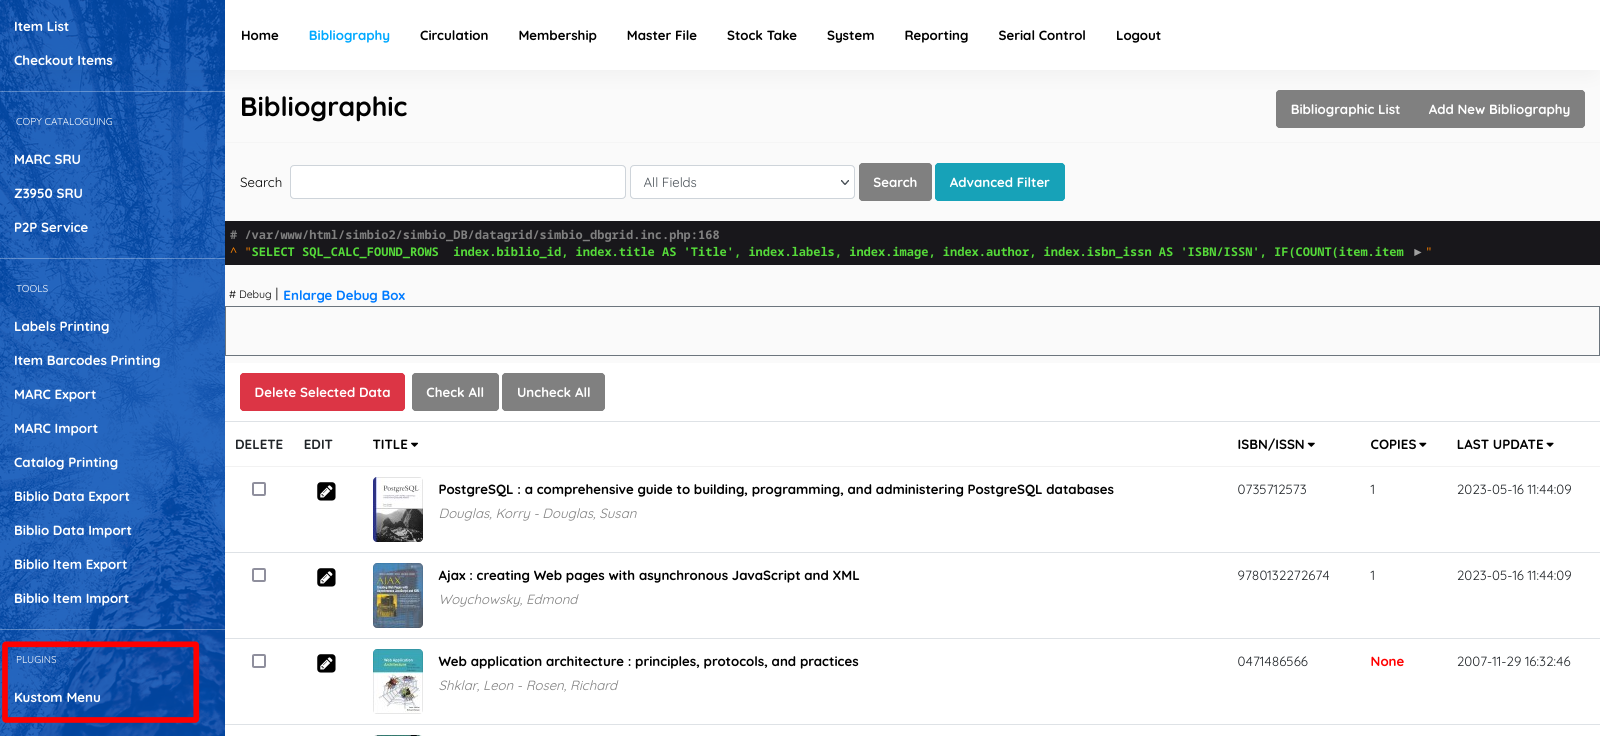 Item List
Checkout Items
COPY CATALOGUING
MARC SRU
Z3950 SRU
P2P Service
TOOLS
Labels Printing
Item Barcodes Printing
MARC Export
MARC Import
Catalog Printing
Biblio Data Export
Biblio Data Import
Biblio Item Export
Biblio Item Import
PLUGINS
Kustom Menu
Home Bibliography Circulation Membership Master File Stock Take System Reporting Serial Control Logout
Bibliographic
Bibliographic List Add New Bibliography
Search All Fields Search Advanced Filter
# /var/www/html/simbio2/simbio_DB/datagrid/simbio_dbgrid.inc.php:168
^ "SELECT SQL_CALC_FOUND_ROWS  index.biblio_id, index.title AS 'Title', index.labels, index.image, index.author, index.isbn_issn AS 'ISBN/ISSN', IF(COUNT(item.item ▶"
# Debug | Enlarge Debug Box
Delete Selected Data Check All Uncheck All
DELETE EDIT TITLE ISBN/ISSN COPIES LAST UPDATE
PostgreSQL
PostgreSQL : a comprehensive guide to building, programming, and administering PostgreSQL databases 0735712573 1 2023-05-16 11:44:09
Douglas, Korry - Douglas, Susan
AJAX
Ajax : creating Web pages with asynchronous JavaScript and XML 9780132272674 1 2023-05-16 11:44:09
Woychowsky, Edmond
Web Application
Architecture
Web application architecture : principles, protocols, and practices 0471486566 None 2007-11-29 16:32:46
Shklar, Leon - Rosen, Richard